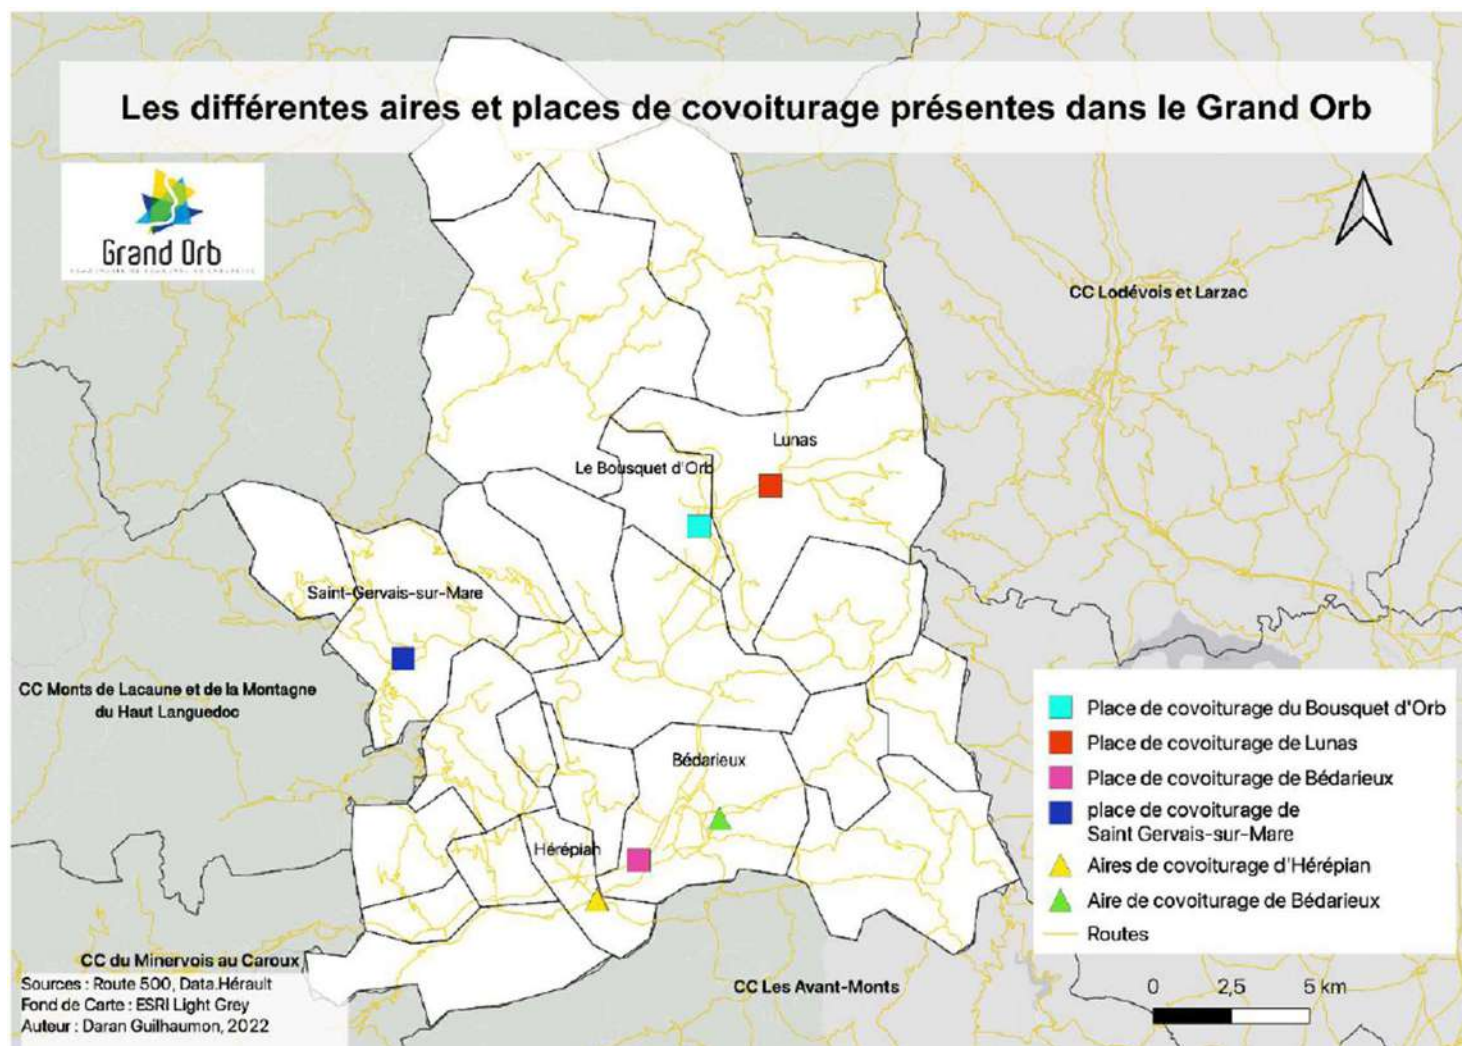 Les différentes aires et places de covoiturage présentes dans le Grand Orb
Grand Orb
CC Lodévois et Larzac
Lunas
Le Bousquet d'Orb
Saint-Gervais-sur-Mare
CC Monts de Lacaune et de la Montagne
du Haut Languedoc
Bédarieux
Hérépian
Place de covoiturage du Bousquet d'Orb
Place de covoiturage de Lunas
Place de covoiturage de Bédarieux
place de covoiturage de
Saint Gervais-sur-Mare
Aires de covoiturage d'Hérépian
Aire de covoiturage de Bédarieux
Routes
CC du Minervois au Caroux
CC Les Avant-Monts
Sources : Route 500, Data.Hérault
Fond de Carte : ESRI Light Grey
Auteur : Daran Guilhaumon, 2022
0 2,5 5 km